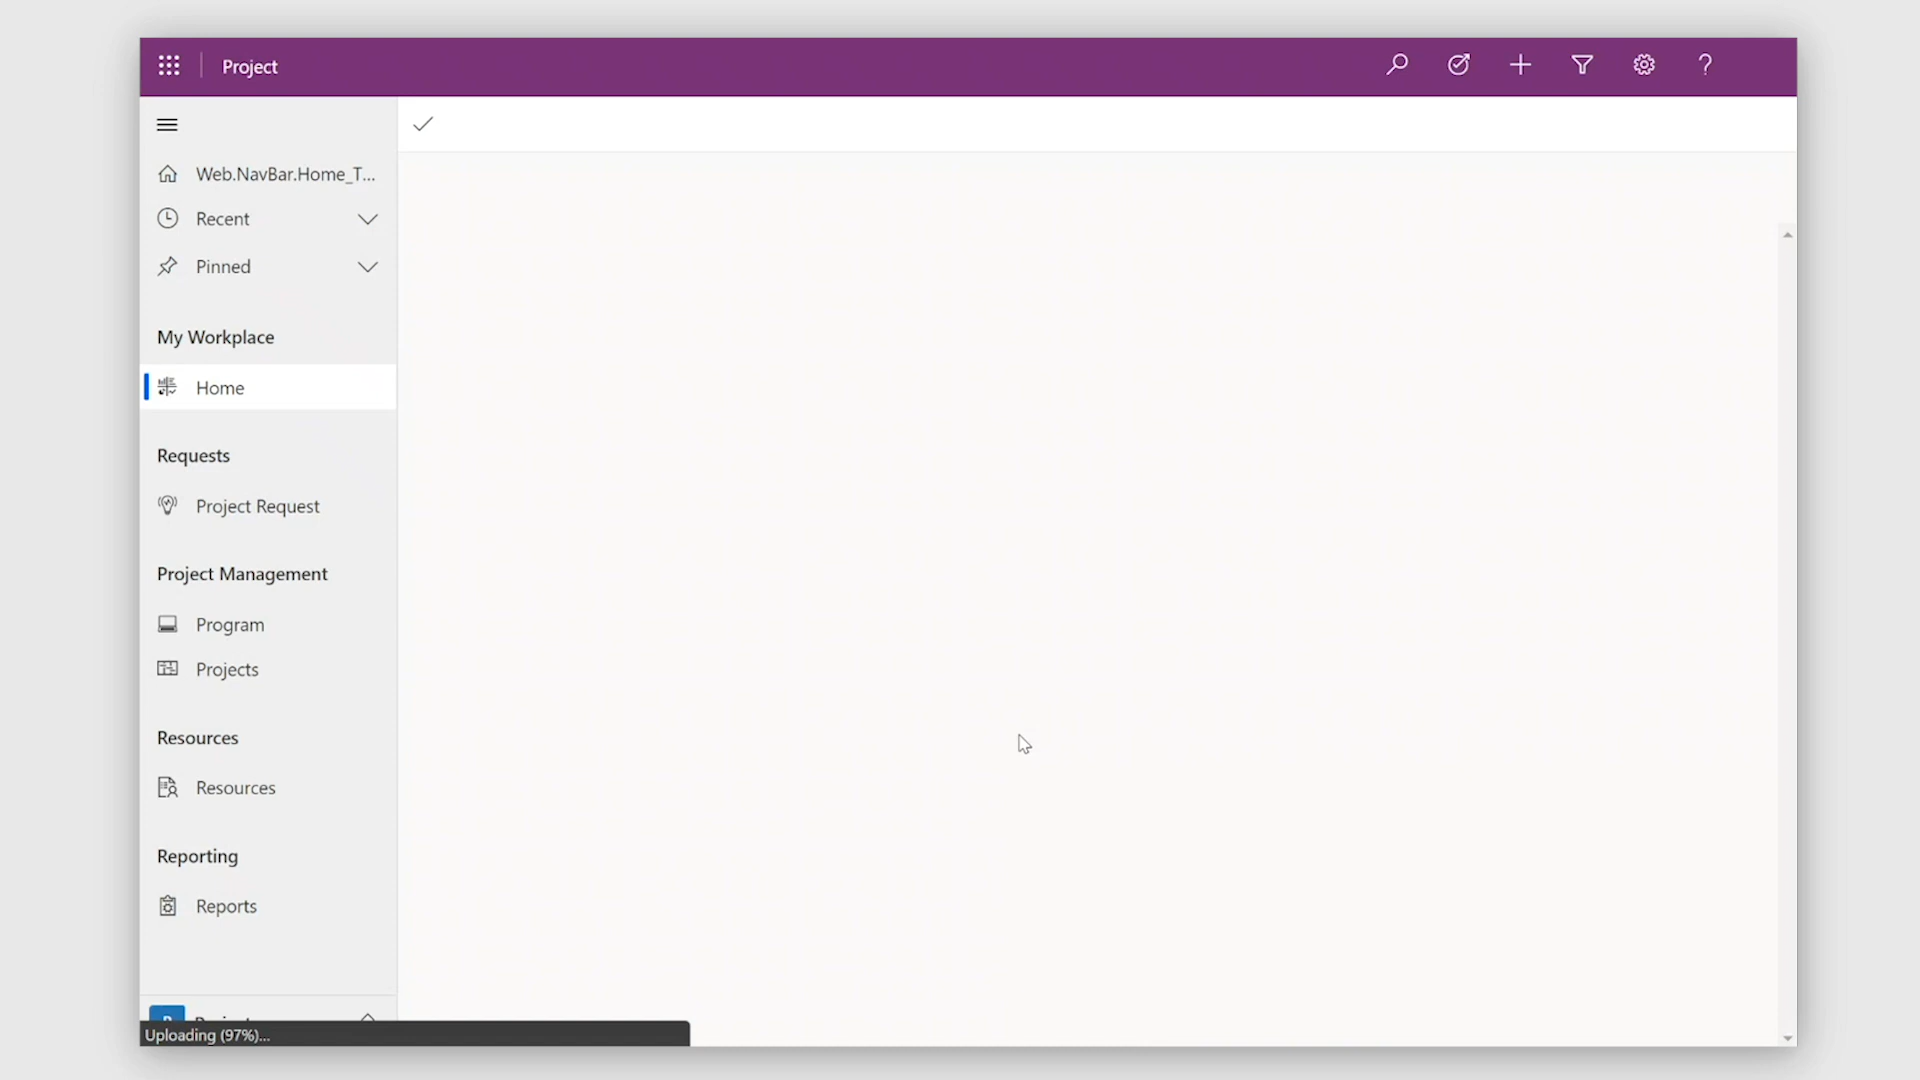 Project
Web.NavBar.Home_T...
Recent
Pinned
My Workplace
Home
Requests
Project Request
Project Management
Program
Projects
Resources
Resources
Reporting
Reports
Uploading (97%)...